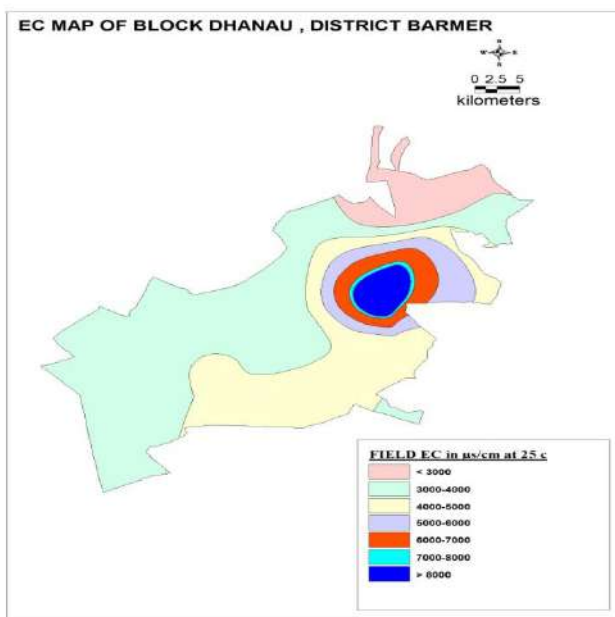 EC MAP OF BLOCK DHANAU , DISTRICT BARMER
N
W E
S
0 2.5 5
kilometers
FIELD EC in µs/cm at 25 c
< 3000
3000-4000
4000-5000
5000-6000
6000-7000
7000-8000
> 8000